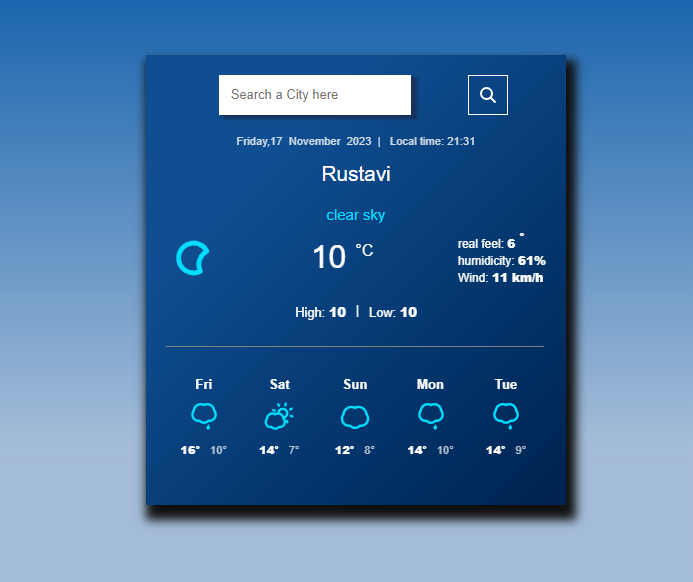 Search a City here
Friday,17 November 2023 | Local time: 21:31
Rustavi
clear sky
10 °C
real feel: 6 °
humidicity: 61%
Wind: 11 km/h
High: 10 | Low: 10
Fri Sat Sun Mon Tue
16° 10° 14° 7° 12° 8° 14° 10° 14° 9°